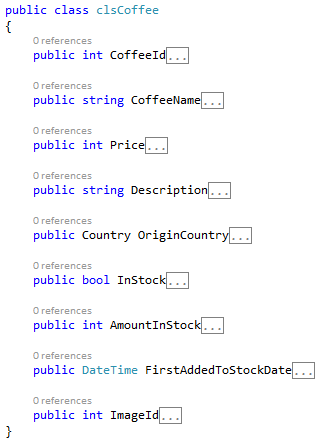 public class clsCoffee
{
0 references
public int CoffeeId...
0 references
public string CoffeeName...
0 references
public int Price...
0 references
public string Description...
0 references
public Country OriginCountry...
0 references
public bool InStock...
0 references
public int AmountInStock...
0 references
public DateTime FirstAddedToStockDate...
0 references
public int ImageId...
}